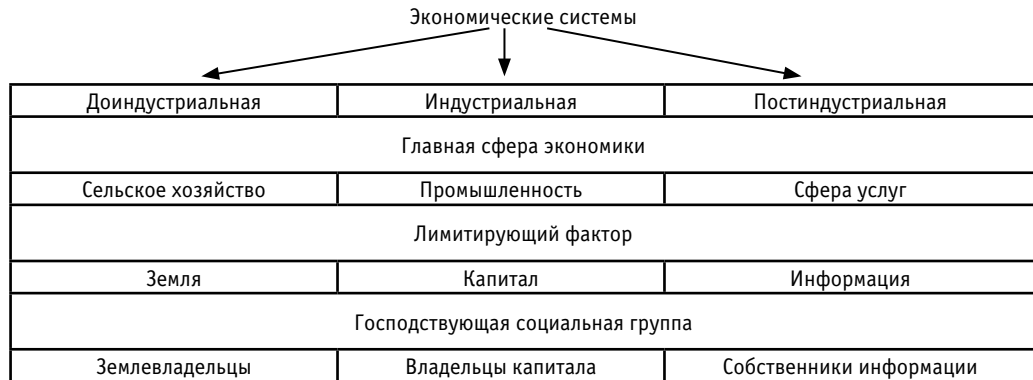 Экономические системы
Доиндустриальная Индустриальная Постиндустриальная
Главная сфера экономики
Сельское хозяйство Промышленность Сфера услуг
Лимитирующий фактор
Земля Капитал Информация
Господствующая социальная группа
Землевладельцы Владельцы капитала Собственники информации